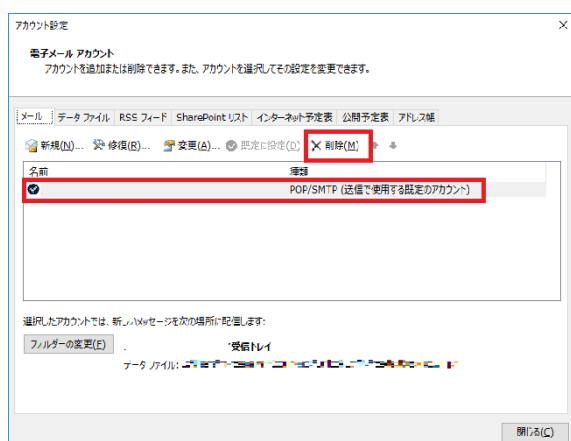 アカウント設定
電子メール アカウント
アカウントを追加または削除できます。また、アカウントを選択してその設定を変更できます。
メール データ ファイル RSS フィード SharePoint リスト インターネット予定表 公開予定表 アドレス帳
新規(N)... 修復(R)... 変更(A)... 既定に設定(D) 削除(M)
名前 種類
POP/SMTP (送信で使用する既定のアカウント)
選択したアカウントでは、新しいメッセージを次の場所に配信します:
フォルダーの変更(F) 受信トレイ
データ ファイル:
閉じる(C)